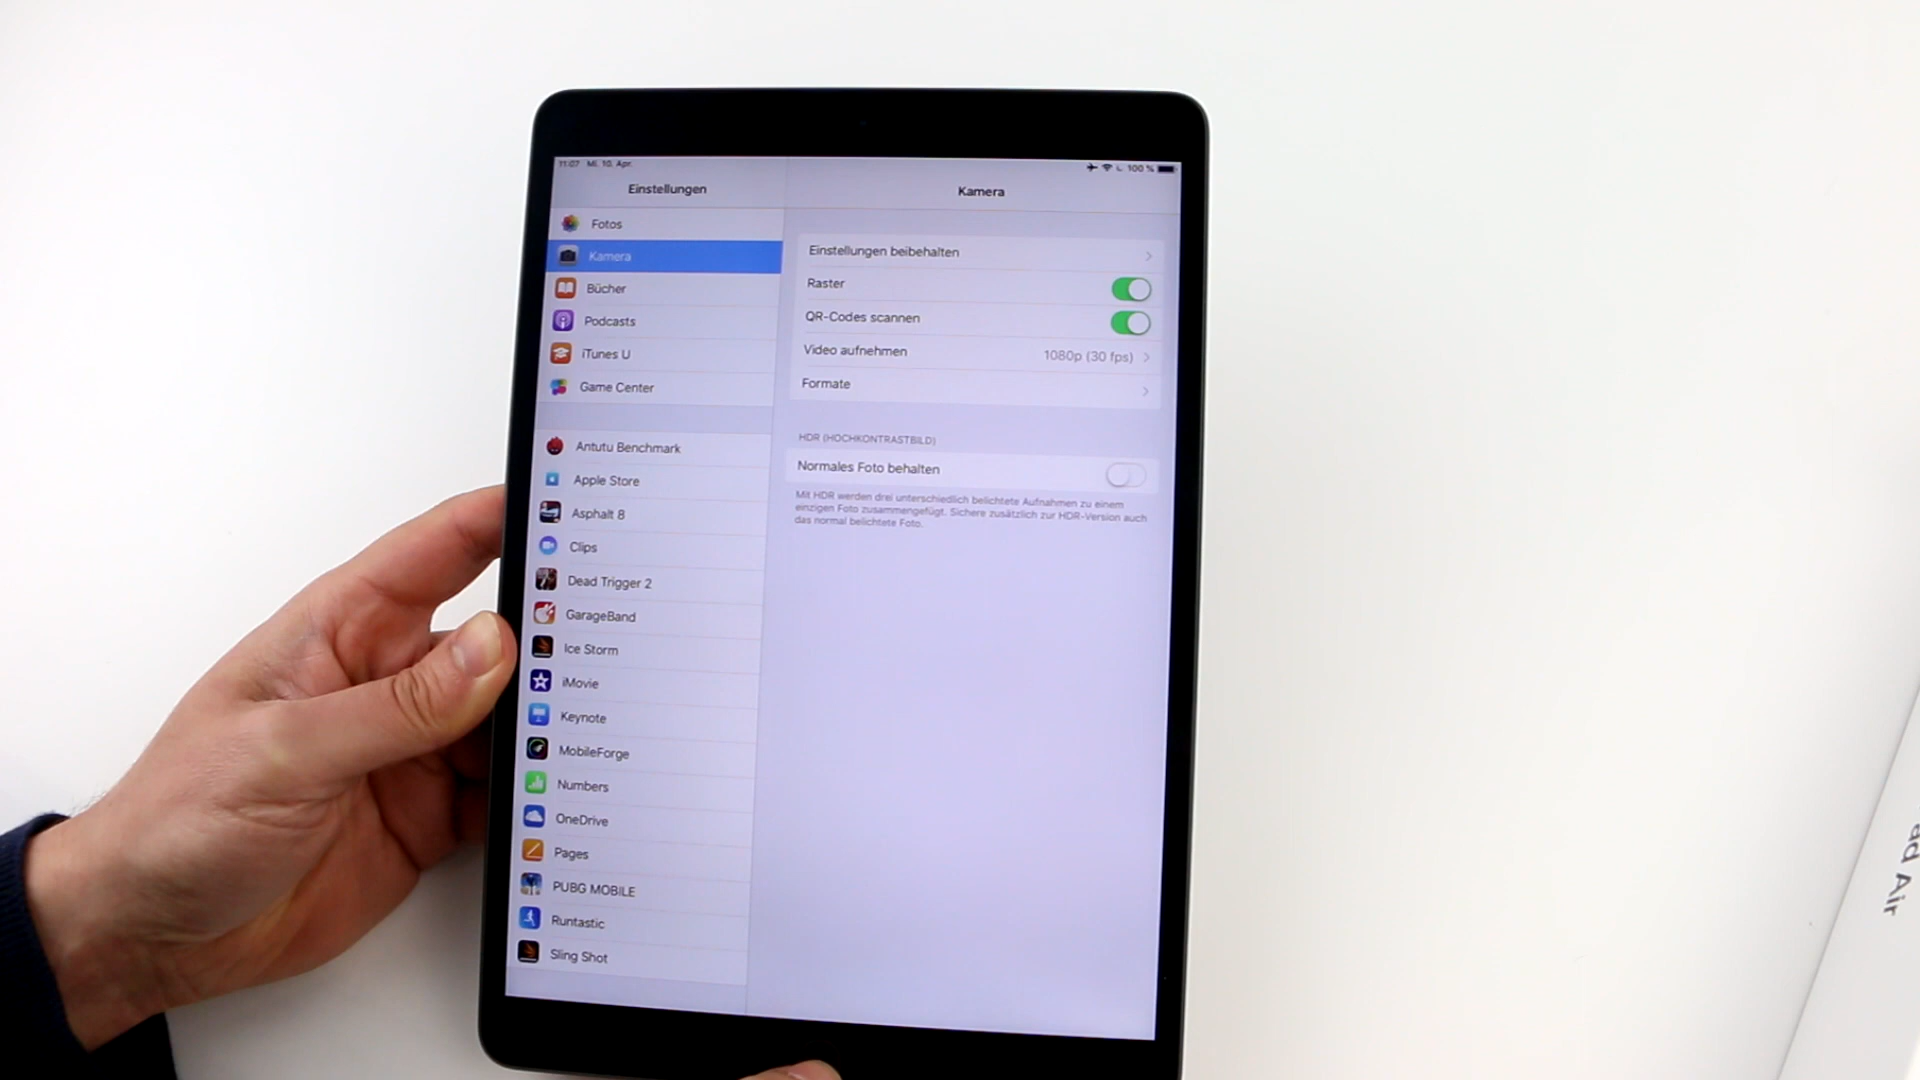 11:07 Mi. 10. Apr.
100 %
Einstellungen
Kamera
Fotos
Kamera
Bücher
Podcasts
iTunes U
Game Center
Antutu Benchmark
Apple Store
Asphalt 8
Clips
Dead Trigger 2
GarageBand
Ice Storm
iMovie
Keynote
MobileForge
Numbers
OneDrive
Pages
PUBG MOBILE
Runtastic
Sling Shot
Einstellungen beibehalten
Raster
QR-Codes scannen
Video aufnehmen 1080p (30 fps)
Formate
HDR (HOCHKONTRASTBILD)
Normales Foto behalten
Mit HDR werden drei unterschiedlich belichtete Aufnahmen zu einem
einzigen Foto zusammengefügt. Sichere zusätzlich zur HDR-Version auch
das normal belichtete Foto.
ad Air